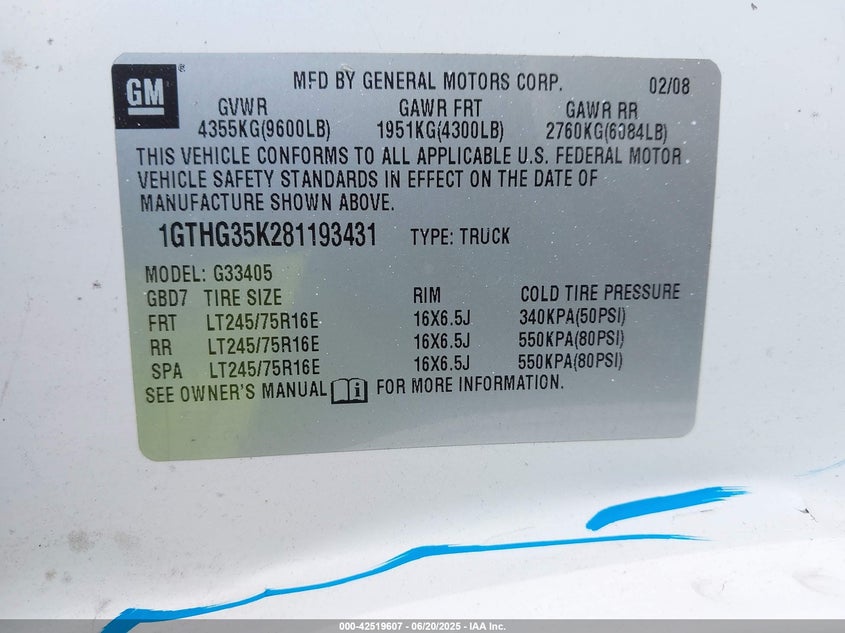 GM ®
MFD BY GENERAL MOTORS CORP. 02/08
GVWR GAWR FRT GAWR RR
4355KG(9600LB) 1951KG(4300LB) 2760KG(6084LB)
THIS VEHICLE CONFORMS TO ALL APPLICABLE U.S. FEDERAL MOTOR
VEHICLE SAFETY STANDARDS IN EFFECT ON THE DATE OF
MANUFACTURE SHOWN ABOVE.
1GTHG35K281193431 TYPE: TRUCK
MODEL: G33405
GBD7 TIRE SIZE RIM COLD TIRE PRESSURE
FRT LT245/75R16E 16X6.5J 340KPA(50PSI)
RR LT245/75R16E 16X6.5J 550KPA(80PSI)
SPA LT245/75R16E 16X6.5J 550KPA(80PSI)
SEE OWNER'S MANUAL i FOR MORE INFORMATION.
000-42519607 - 06/20/2025 - IAA Inc.